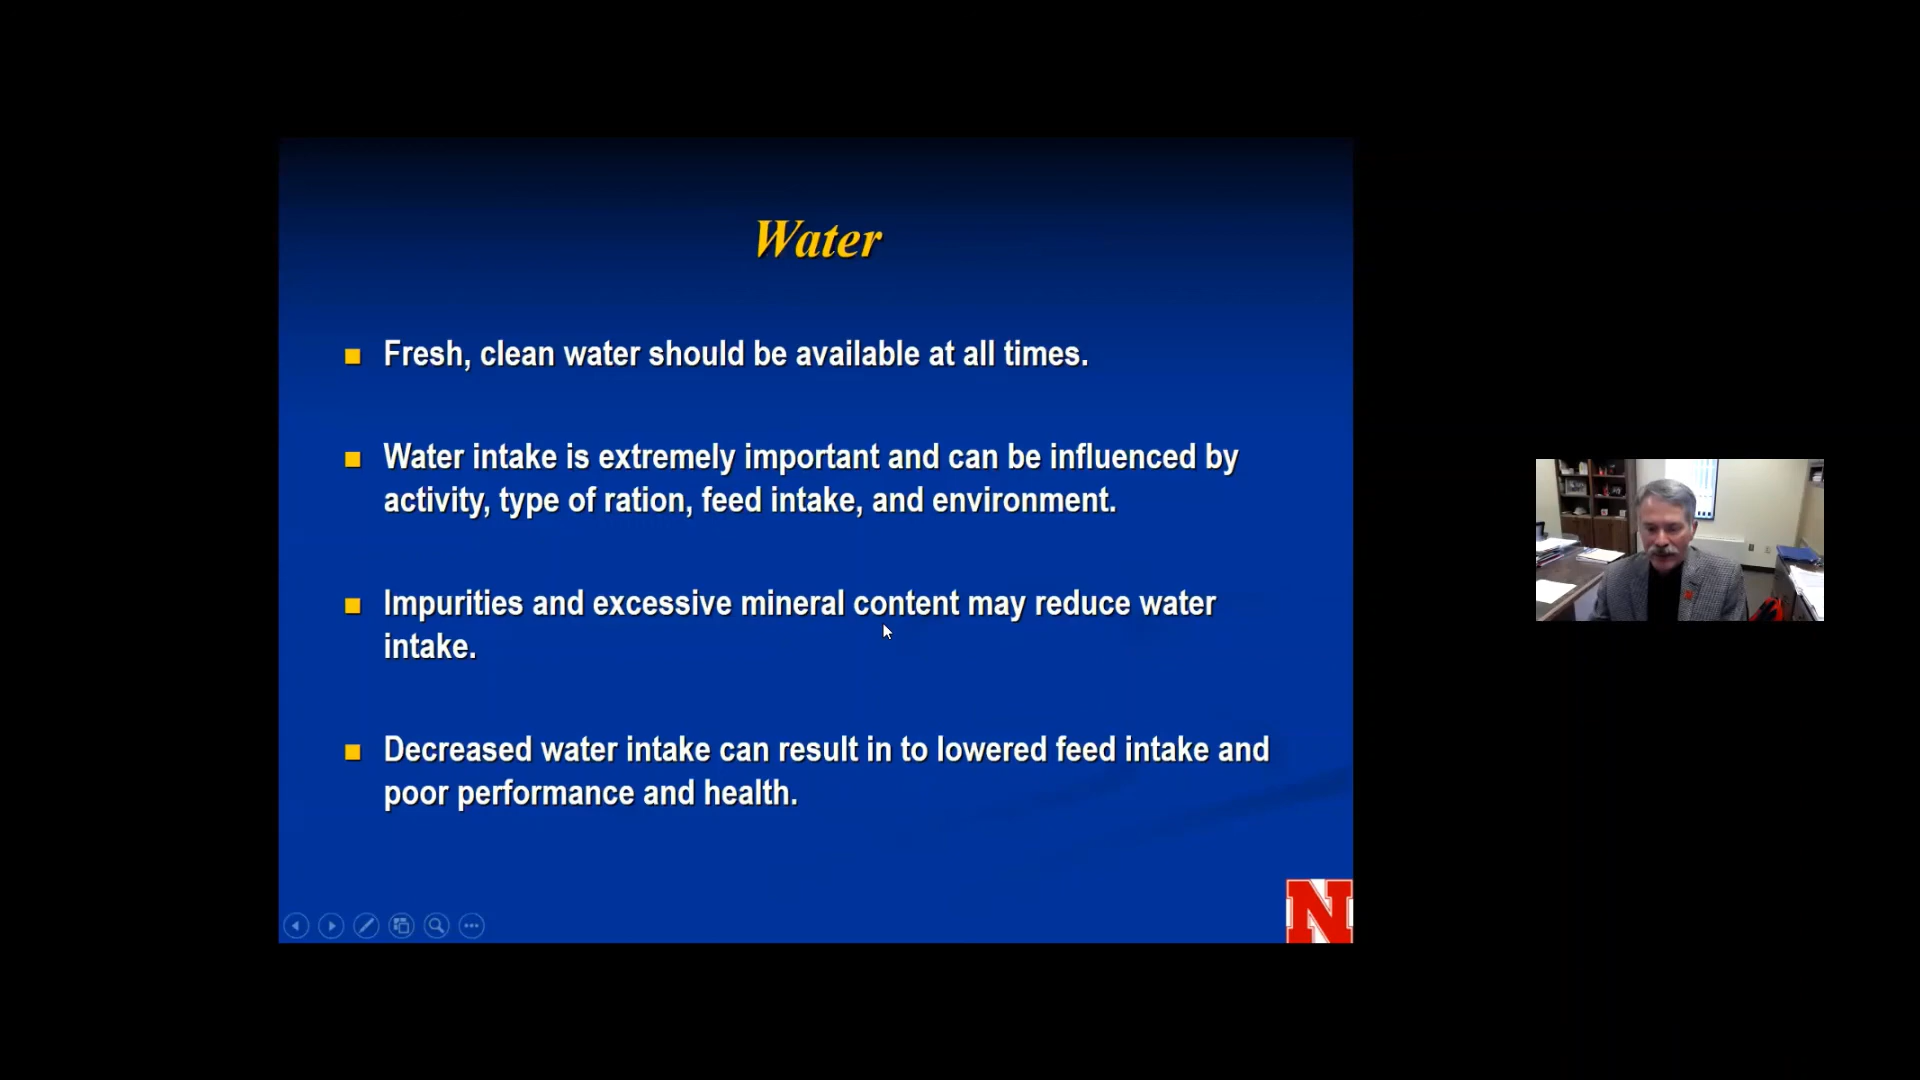 Water
Fresh, clean water should be available at all times.
Water intake is extremely important and can be influenced by
activity, type of ration, feed intake, and environment.
Impurities and excessive mineral content may reduce water
intake.
Decreased water intake can result in to lowered feed intake and
poor performance and health.
N